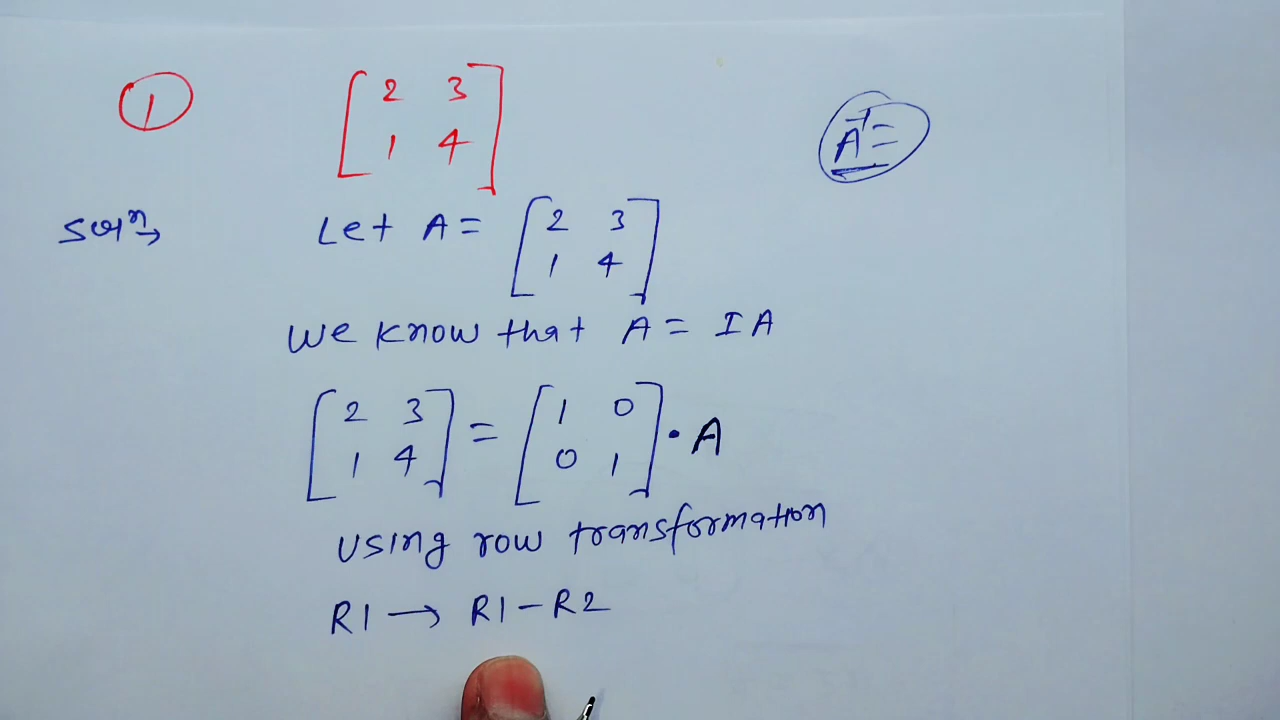 ① [2 3
1 4]
A⁻¹=
Solⁿ→ Let A = [2 3
1 4]
We know that A = IA
[2 3
1 4] = [1 0
0 1] · A
Using row transformation
R1 → R1 – R2